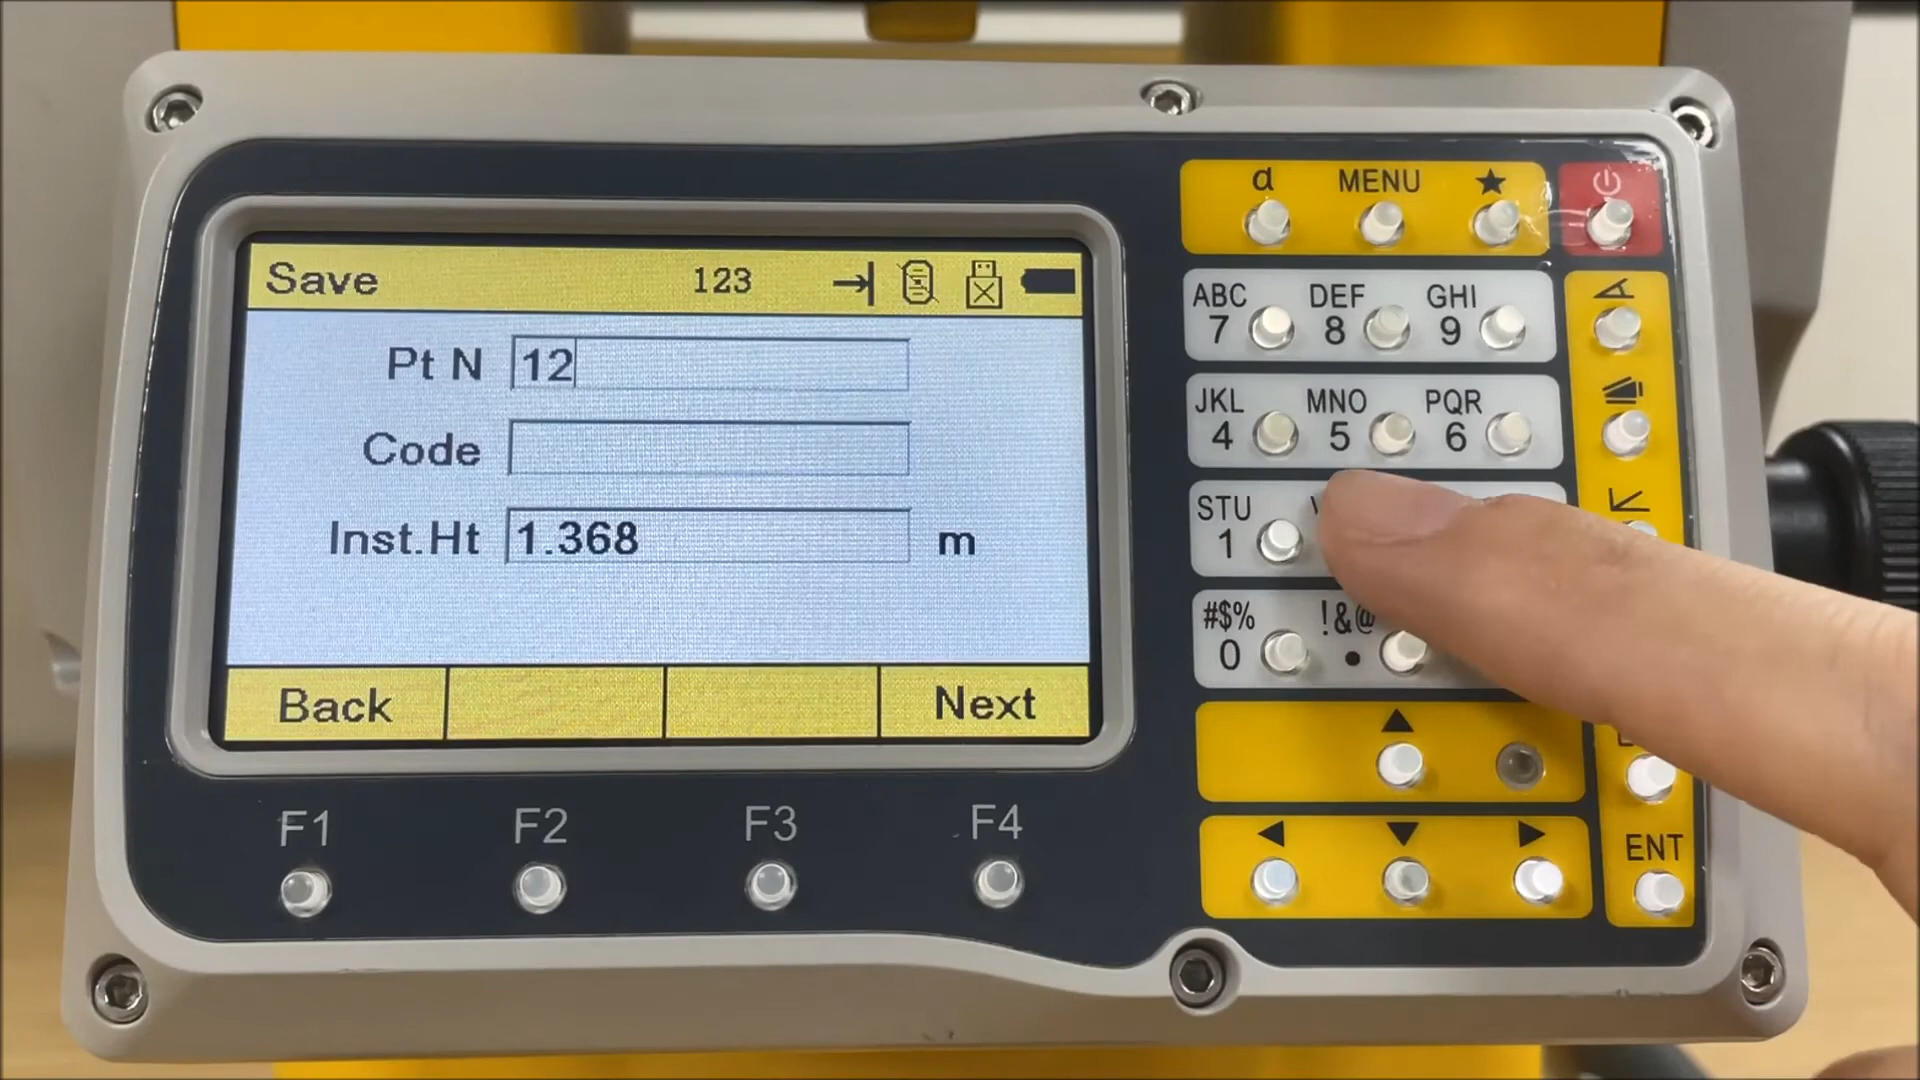 Save 123
Pt N 12
Code
Inst.Ht 1.368 m
Back Next
F1 F2 F3 F4
α MENU ★
ABC DEF GHI
7 8 9
JKL MNO PQR
4 5 6
STU
1
#$% !&@
0 .
ENT